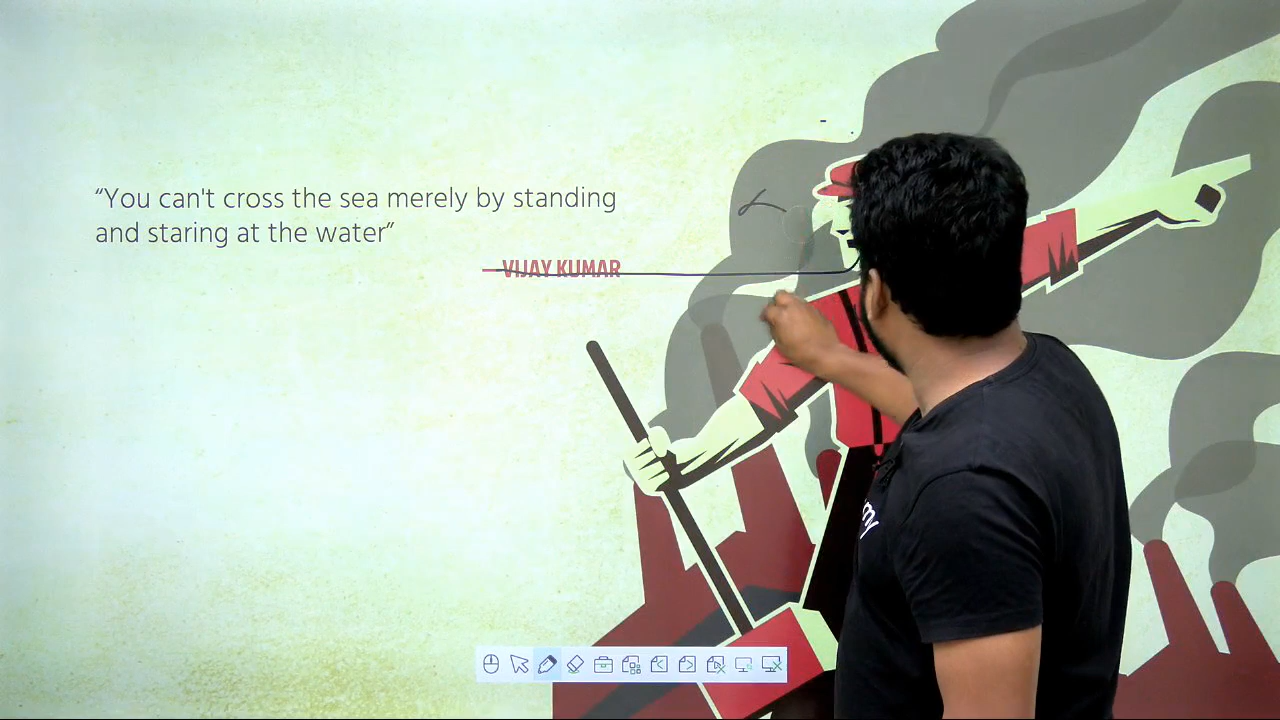 “You can't cross the sea merely by standing
and staring at the water”
—VIJAY KUMAR